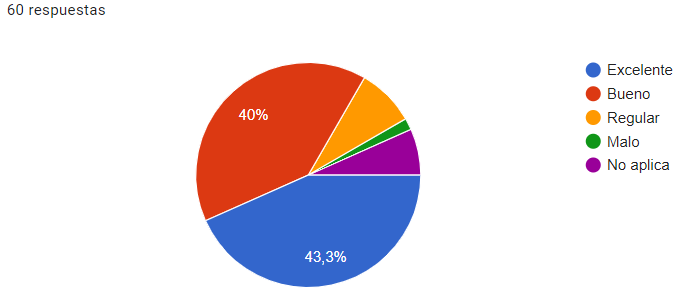 60 respuestas
40%
43,3%
Excelente
Bueno
Regular
Malo
No aplica